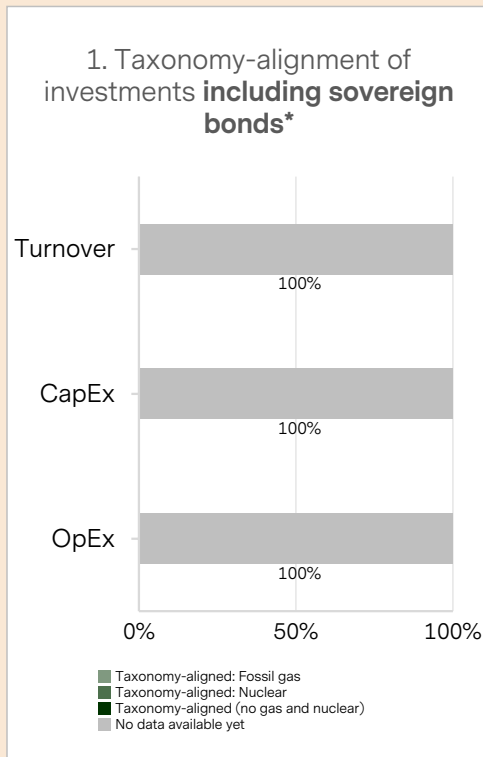 1. Taxonomy-alignment of
investments including sovereign
bonds*
Turnover
100%
CapEx
100%
OpEx
100%
0% 50% 100%
Taxonomy-aligned: Fossil gas
Taxonomy-aligned: Nuclear
Taxonomy-aligned (no gas and nuclear)
No data available yet